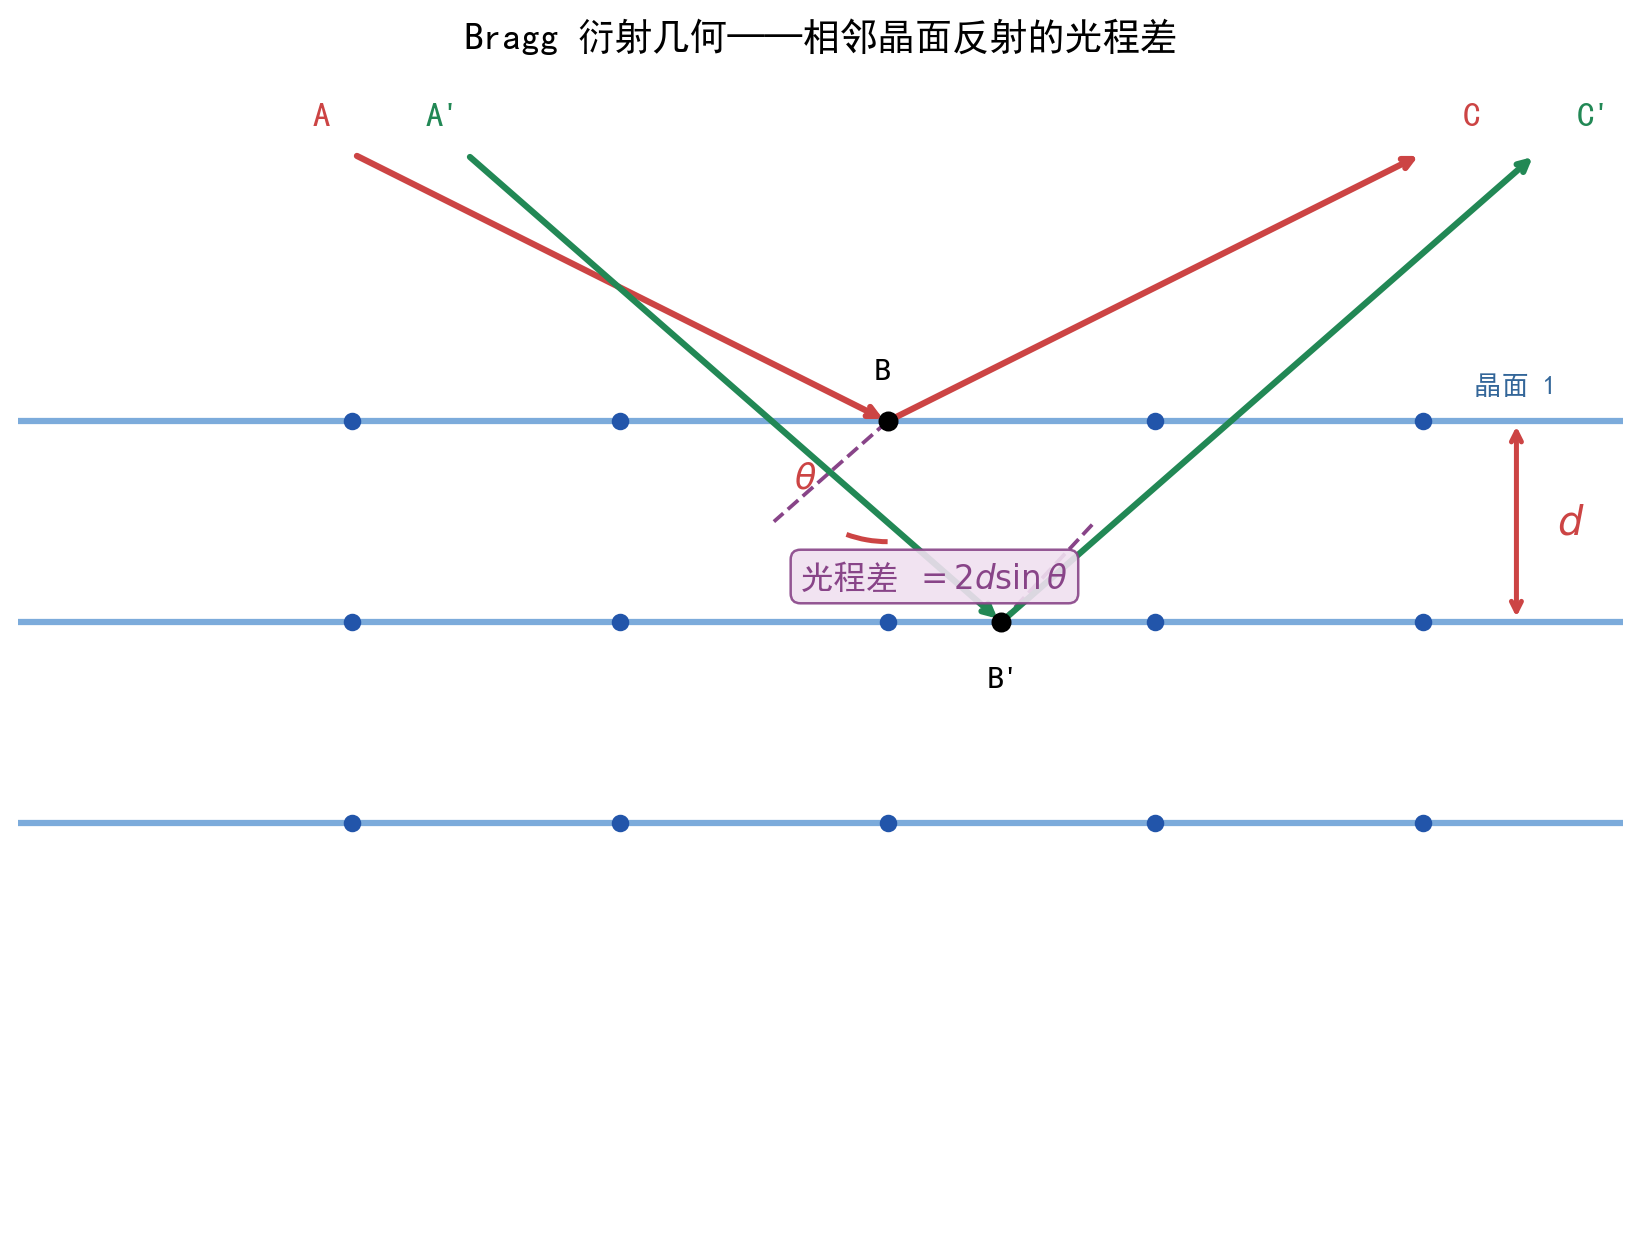 Bragg 衍射几何——相邻晶面反射的光程差
A
A'
C
C'
B
晶面 1
θ
d
光程差 =2dsinθ
B'